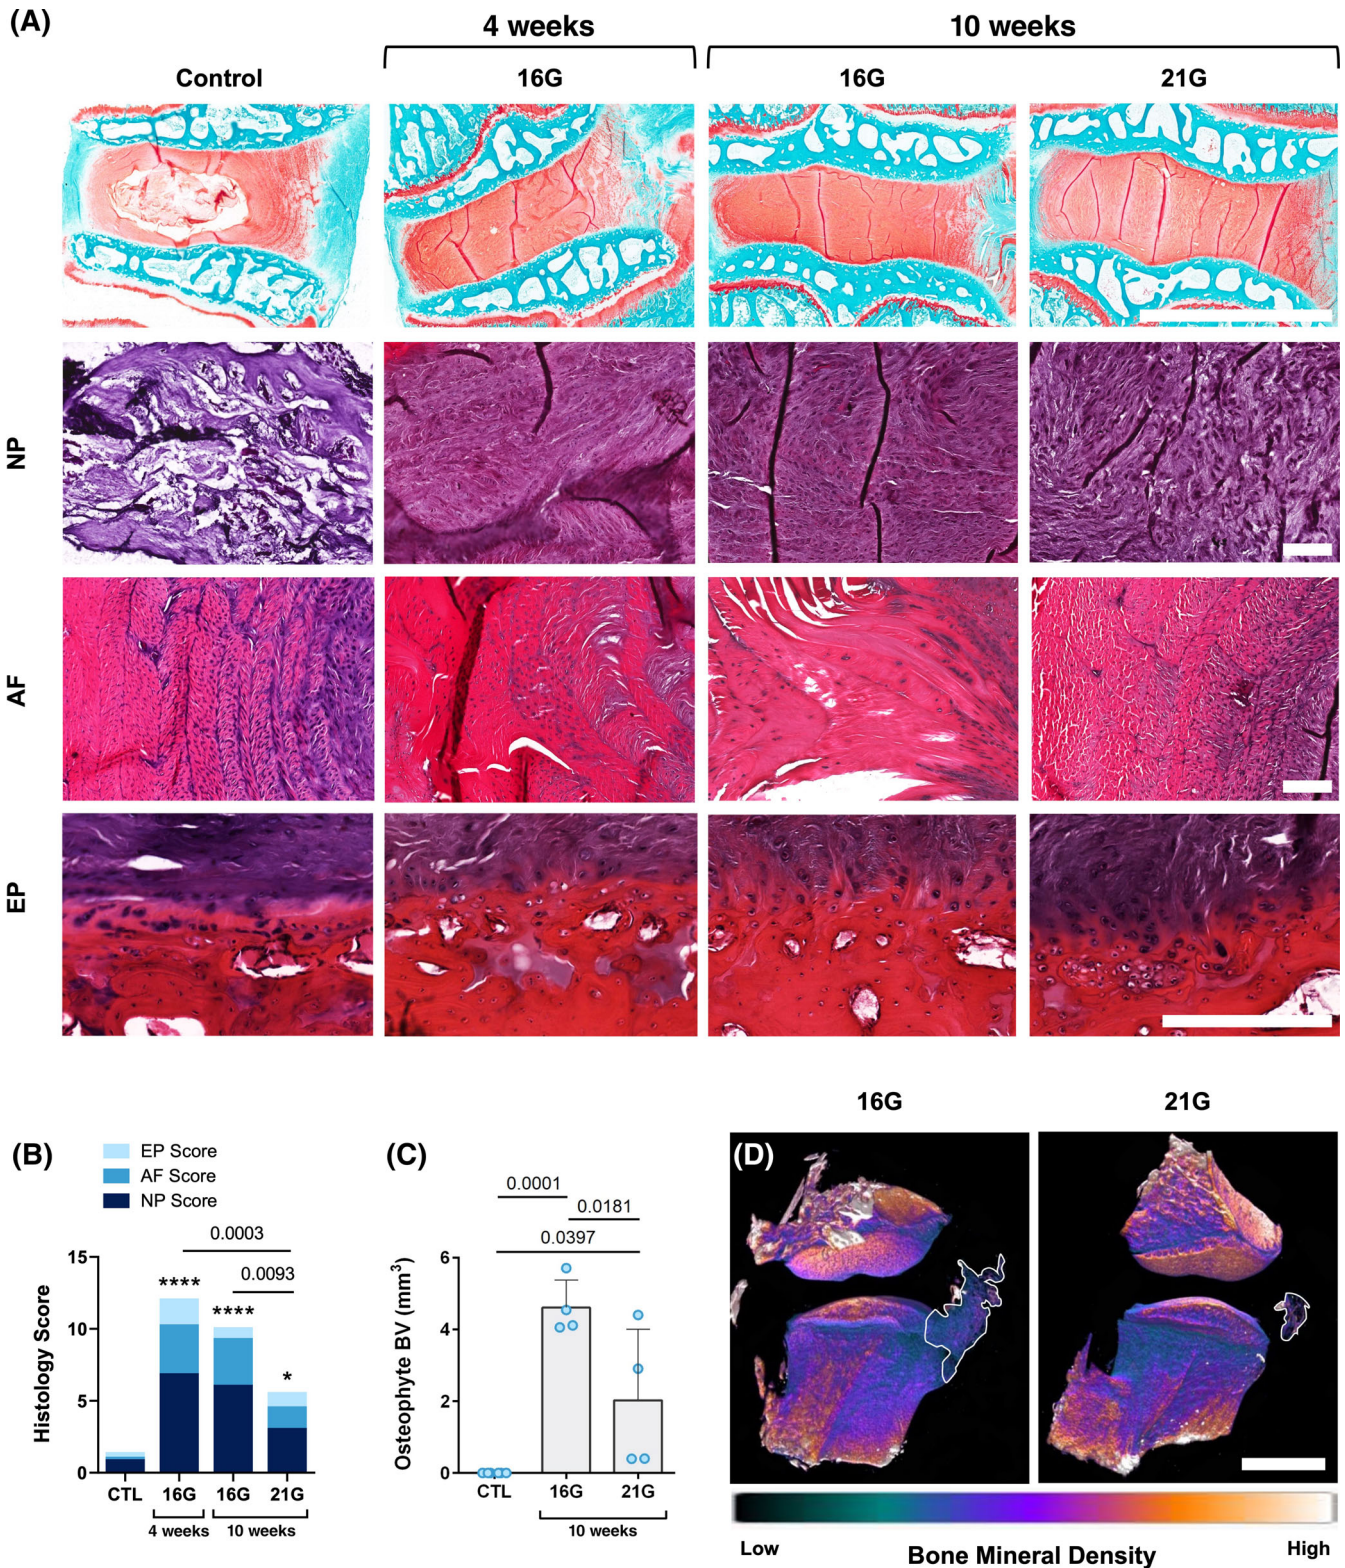 (A)
4 weeks
10 weeks
Control
16G
16G
21G
NP
AF
EP
16G
21G
(B)
EP Score
AF Score
NP Score
0.0003
0.0093
****
****
*
Histology Score
15
10
5
0
CTL
16G
16G
21G
4 weeks
10 weeks
(C)
0.0001
0.0181
0.0397
Osteophyte BV (mm³)
6
4
2
0
CTL
16G
21G
10 weeks
(D)
Low
Bone Mineral Density
High